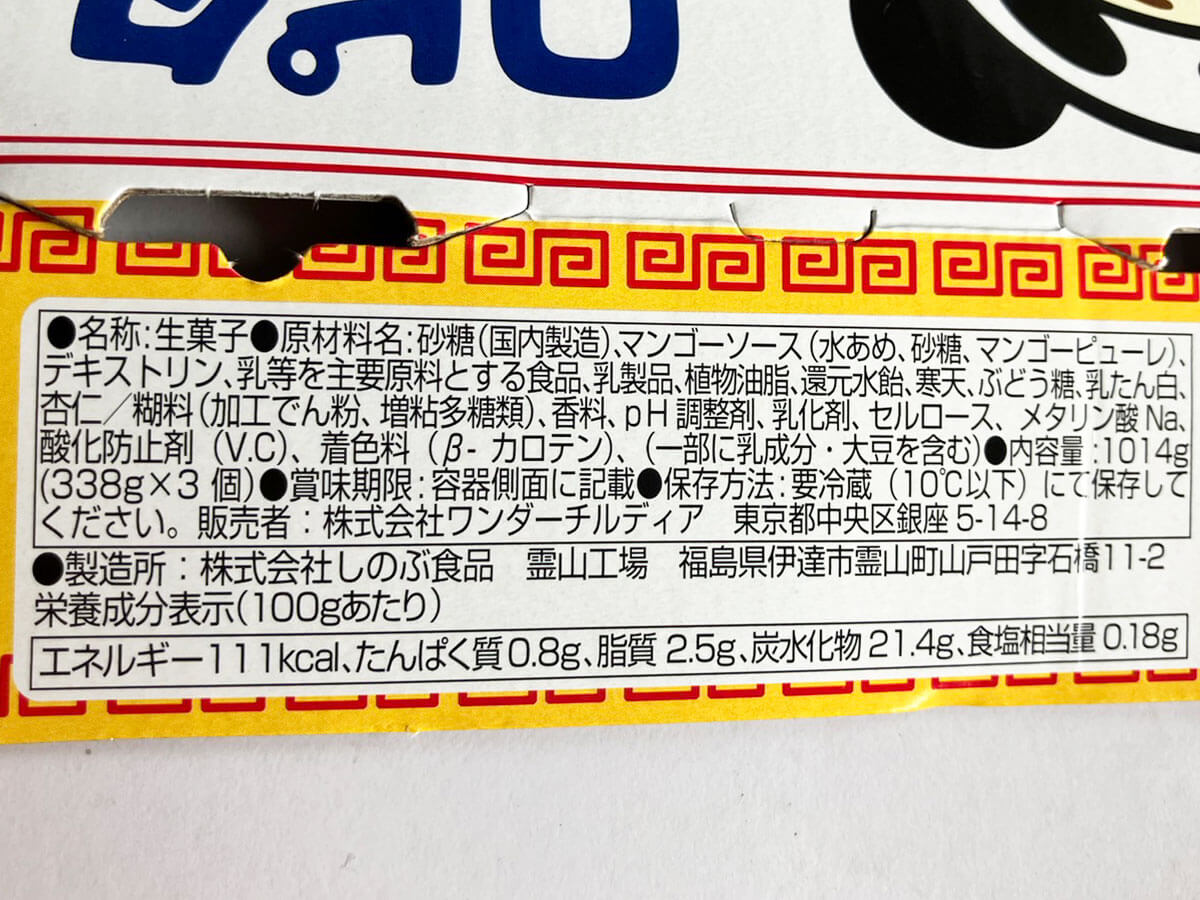 ●名称:生菓子●原材料名:砂糖(国内製造)、マンゴーソース(水あめ、砂糖、マンゴーピューレ)、
デキストリン、乳等を主要原料とする食品、乳製品、植物油脂、還元水飴、寒天、ぶどう糖、乳たん白、
杏仁/糊料(加工でん粉、増粘多糖類)、香料、pH調整剤、乳化剤、セルロース、メタリン酸Na、
酸化防止剤(V.C)、着色料(β-カロテン)、(一部に乳成分・大豆を含む)●内容量:1014g
(338g×3個)●賞味期限:容器側面に記載●保存方法:要冷蔵(10℃以下)にて保存して
ください。販売者:株式会社ワンダーチルディア 東京都中央区銀座5-14-8
●製造所:株式会社しのぶ食品 霊山工場 福島県伊達市霊山町山戸田字石橋11-2
栄養成分表示(100gあたり)
エネルギー111kcal、たんぱく質0.8g、脂質2.5g、炭水化物21.4g、食塩相当量0.18g